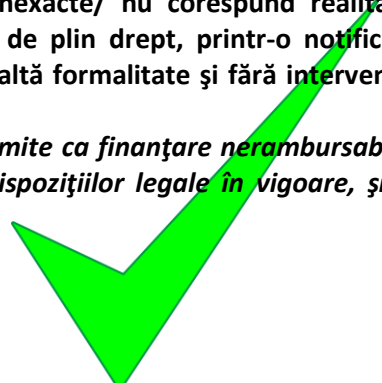 nexacte/ nu corespund realită
de plin drept, printr-o notific
altă formalitate şi fără interven
mite ca finanţare nerambursab
ispoziţiilor legale în vigoare, şi